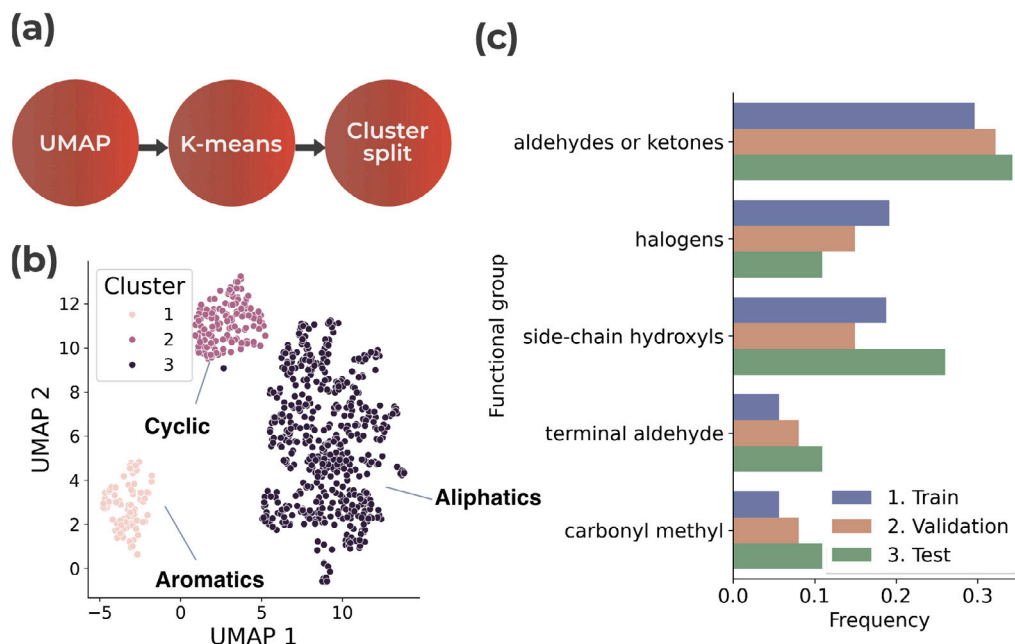 (a)
UMAP
K-means
Cluster
split
(b)
Cluster
1
2
3
12
10
8
6
4
2
0
UMAP 2
Cyclic
Aliphatics
Aromatics
−5
0
5
10
UMAP 1
(c)
Functional group
aldehydes or ketones
halogens
side-chain hydroxyls
terminal aldehyde
carbonyl methyl
1. Train
2. Validation
3. Test
0.0
0.1
0.2
0.3
Frequency